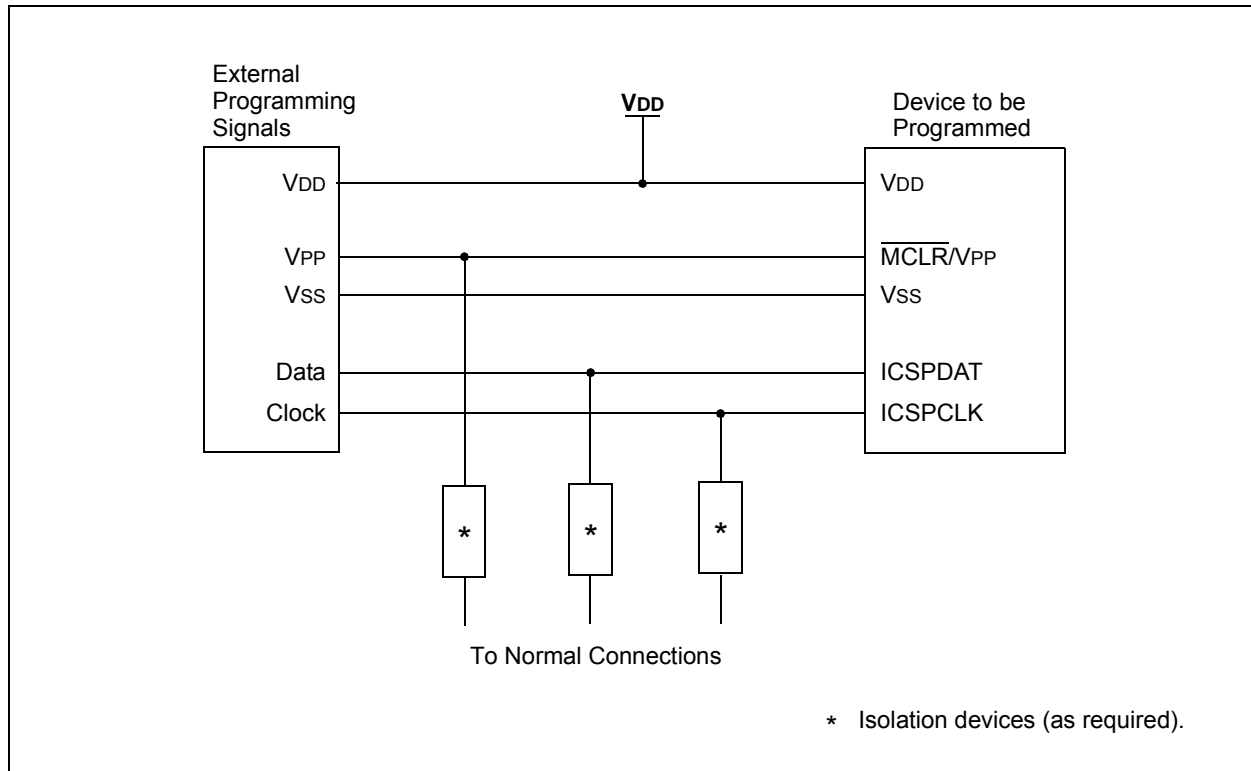 External
Programming
Signals
VDD
Device to be
Programmed
VDD
VDD
VPP
MCLR/VPP
VSS
VSS
Data
ICSPDAT
Clock
ICSPCLK
*
*
*
To Normal Connections
* Isolation devices (as required).